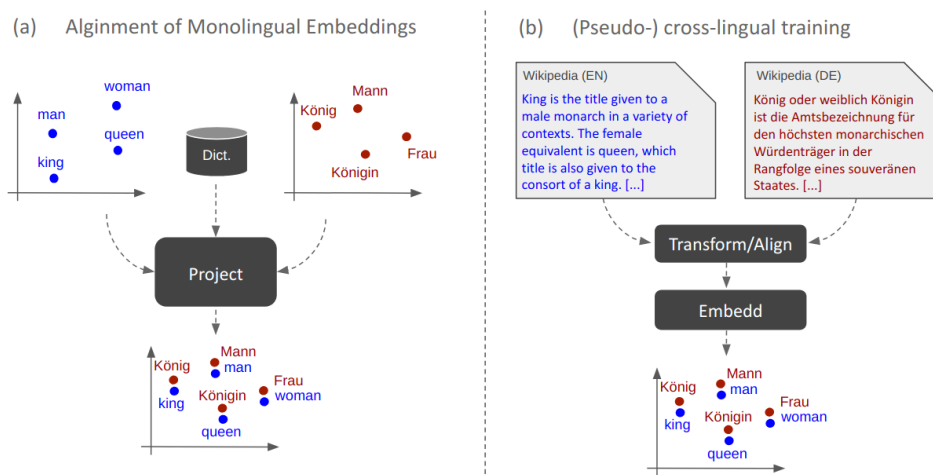 (a) Alginment of Monolingual Embeddings
woman
man
queen
king
Dict.
Mann
König
Frau
Königin
Project
Mann
König
man
Frau
king
Königin
woman
queen
(b) (Pseudo-) cross-lingual training
Wikipedia (EN)
King is the title given to a
male monarch in a variety of
contexts. The female
equivalent is queen, which
title is also given to the
consort of a king. [...]
Wikipedia (DE)
König oder weiblich Königin
ist die Amtsbezeichnung für
den höchsten monarchischen
Würdenträger in der
Rangfolge eines souveränen
Staates. [...]
Transform/Align
Embedd
Mann
König
man
Frau
king
Königin
woman
queen